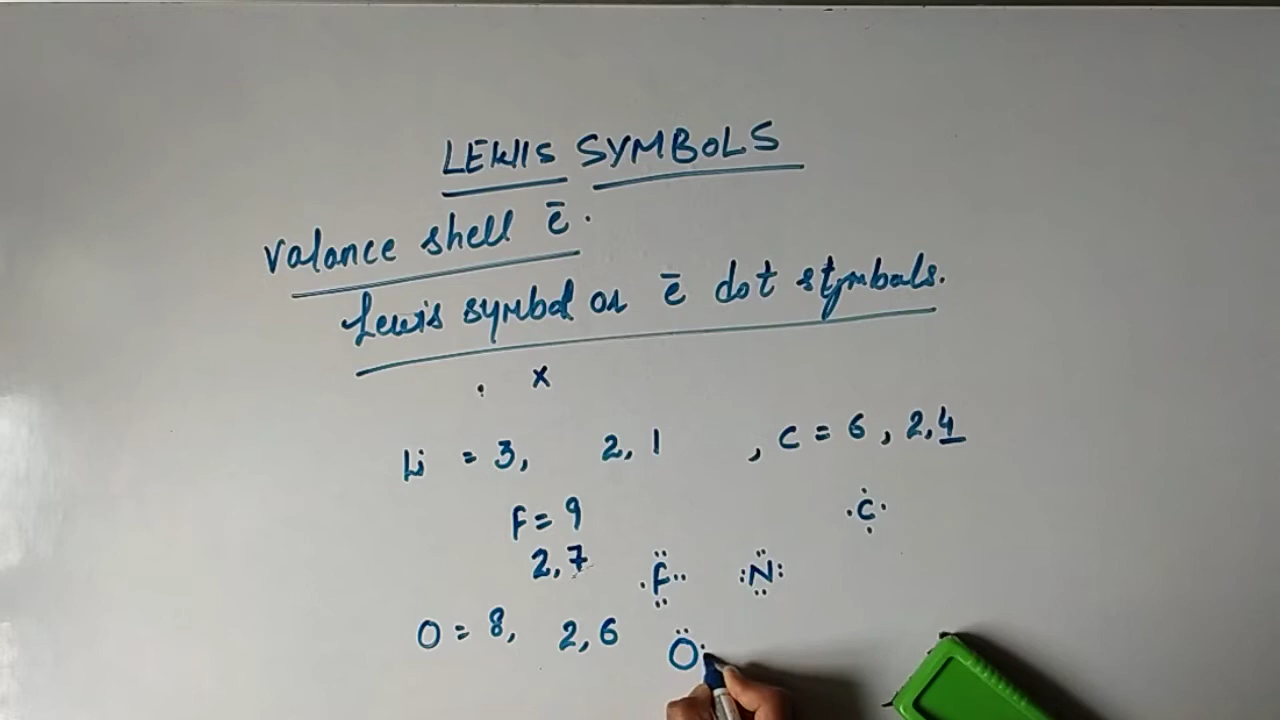 LEWIS SYMBOLS
Valance shell ē.
Lewis symbol or ē dot stymbals.
. x
Li = 3, 2, 1 , C = 6 , 2,4
F = 9
·C·
2,7
F
N
O = 8, 2,6 O